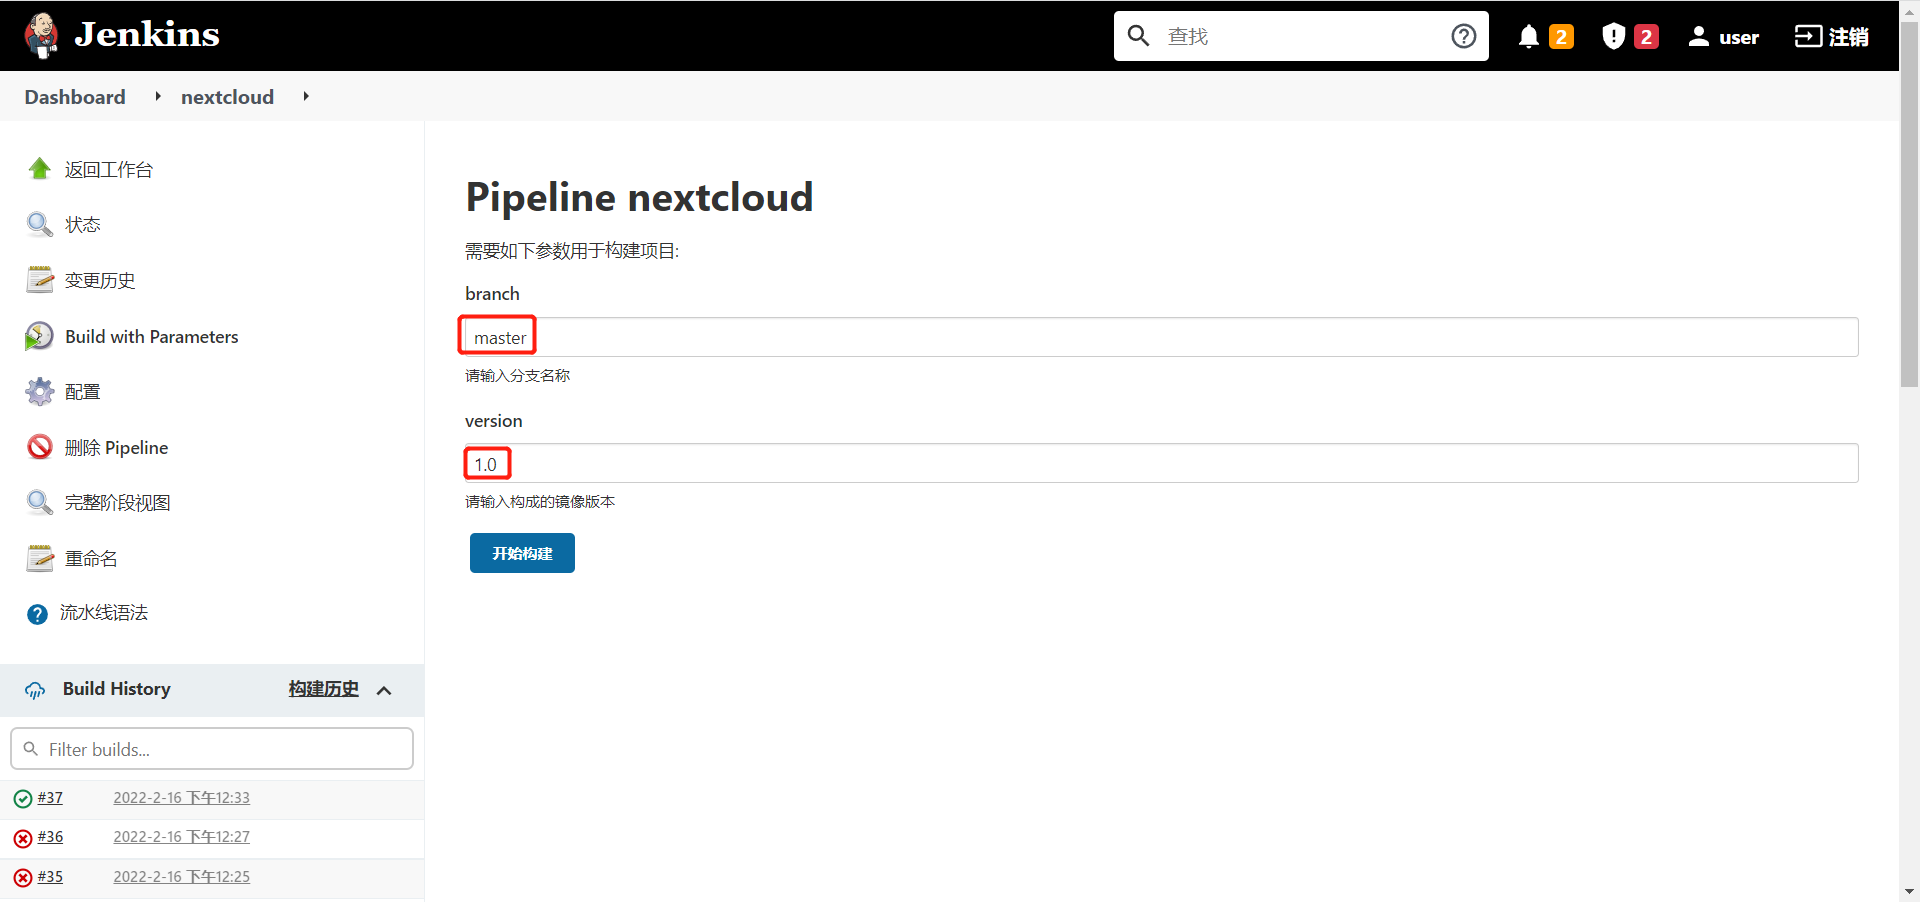 Jenkins
查找
2
2
user
注销
Dashboard
nextcloud
返回工作台
状态
变更历史
Build with Parameters
配置
删除 Pipeline
完整阶段视图
重命名
流水线语法
Build History
构建历史
Filter builds...
#37 2022-2-16 下午12:33
#36 2022-2-16 下午12:27
#35 2022-2-16 下午12:25
Pipeline nextcloud
需要如下参数用于构建项目:
branch
master
请输入分支名称
version
1.0
请输入构成的镜像版本
开始构建